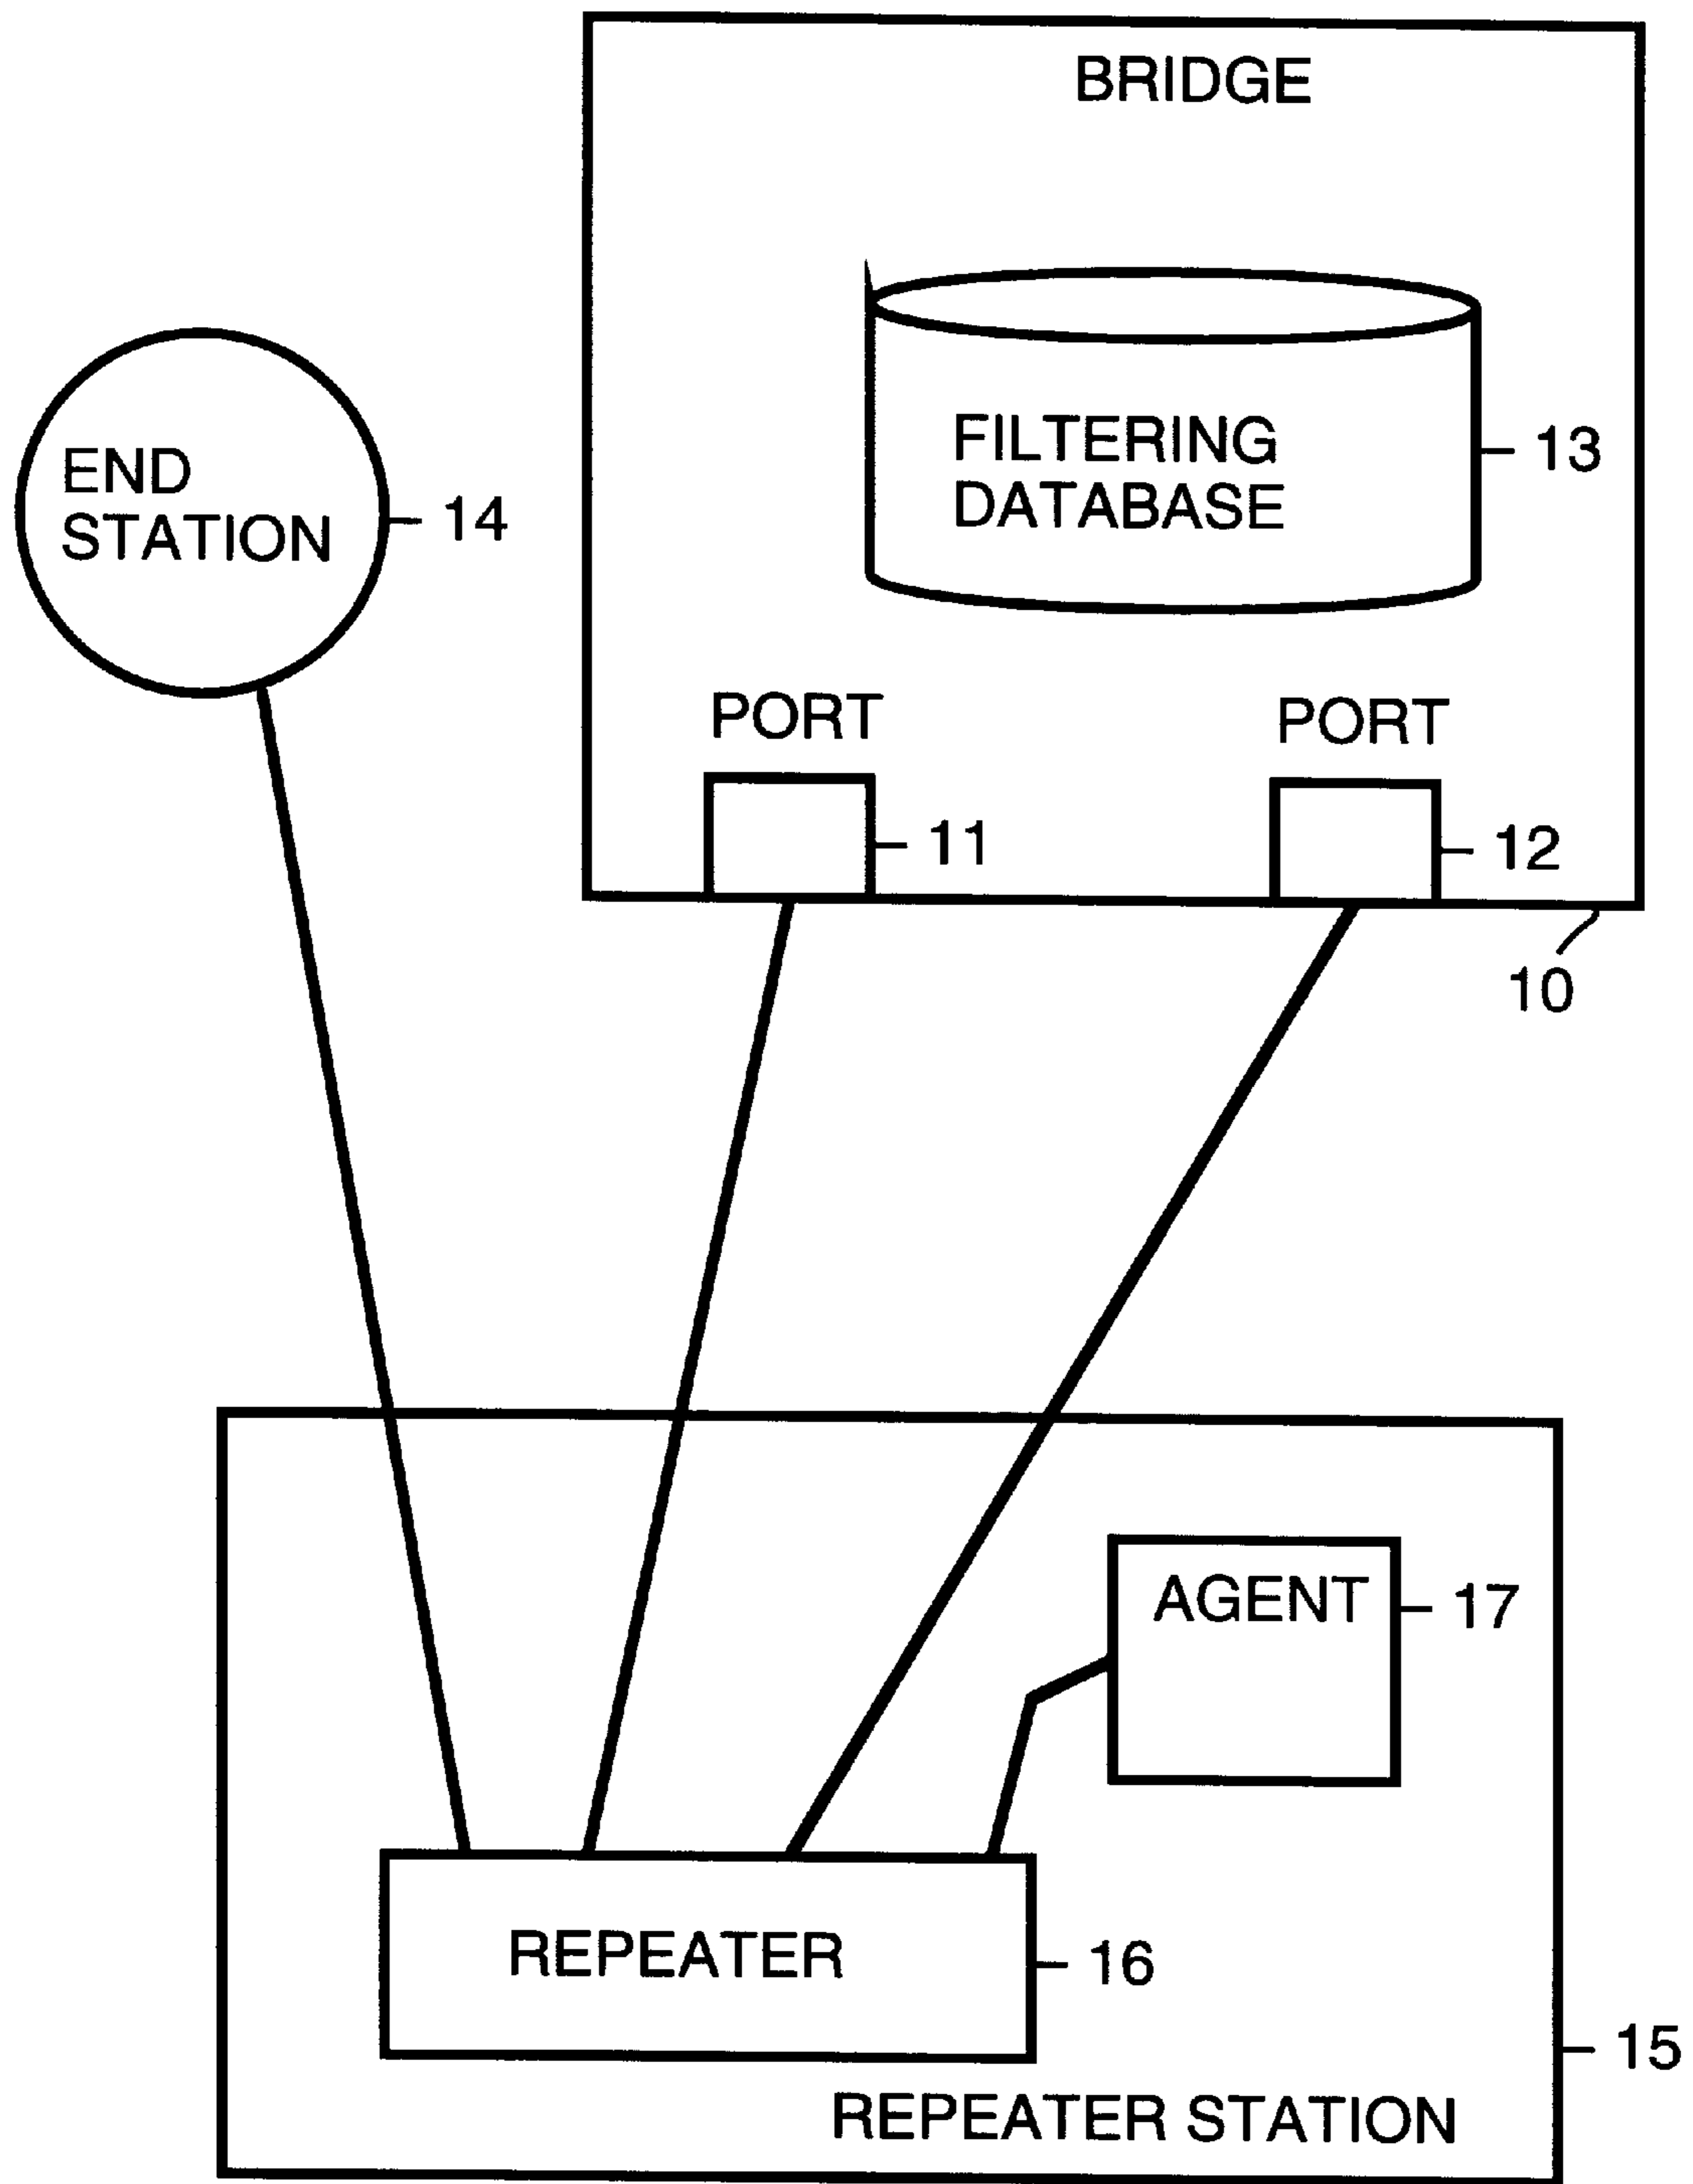 BRIDGE
FILTERING
DATABASE
13
END
STATION
14
PORT
PORT
11
12
10
AGENT
17
REPEATER
16
15
REPEATER STATION